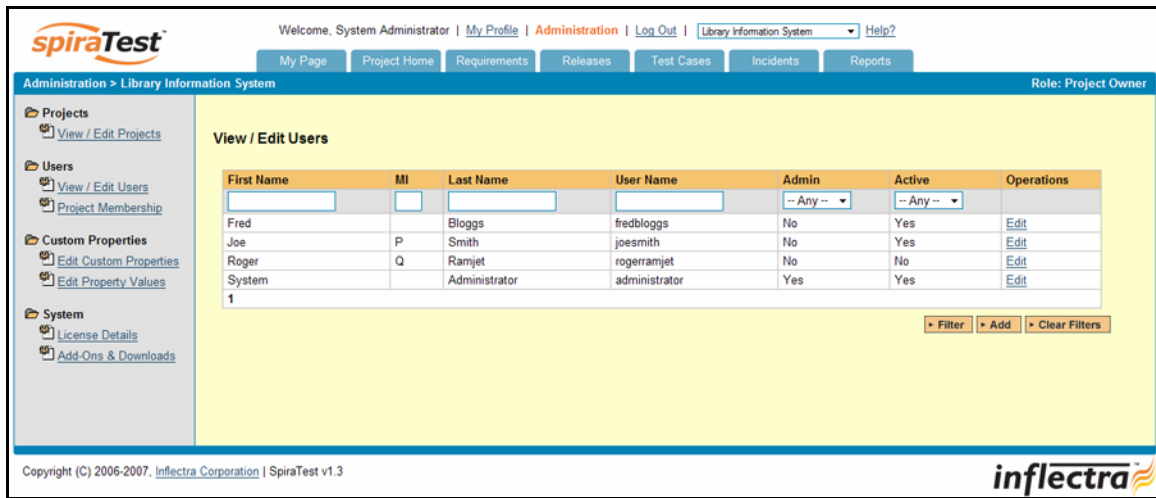 spiraTest
Welcome, System Administrator | My Profile | Administration | Log Out | Library Information System Help?
My Page Project Home Requirements Releases Test Cases Incidents Reports
Administration > Library Information System Role: Project Owner
Projects
View / Edit Projects
Users
View / Edit Users
Project Membership
Custom Properties
Edit Custom Properties
Edit Property Values
System
License Details
Add-Ons & Downloads
View / Edit Users
First Name MI Last Name User Name Admin Active Operations
-- Any -- -- Any --
Fred Bloggs fredbloggs No Yes Edit
Joe P Smith joesmith No Yes Edit
Roger Q Ramjet rogerramjet No No Edit
System Administrator administrator Yes Yes Edit
1
Filter Add Clear Filters
Copyright (C) 2006-2007, Inflectra Corporation | SpiraTest v1.3
inflectra